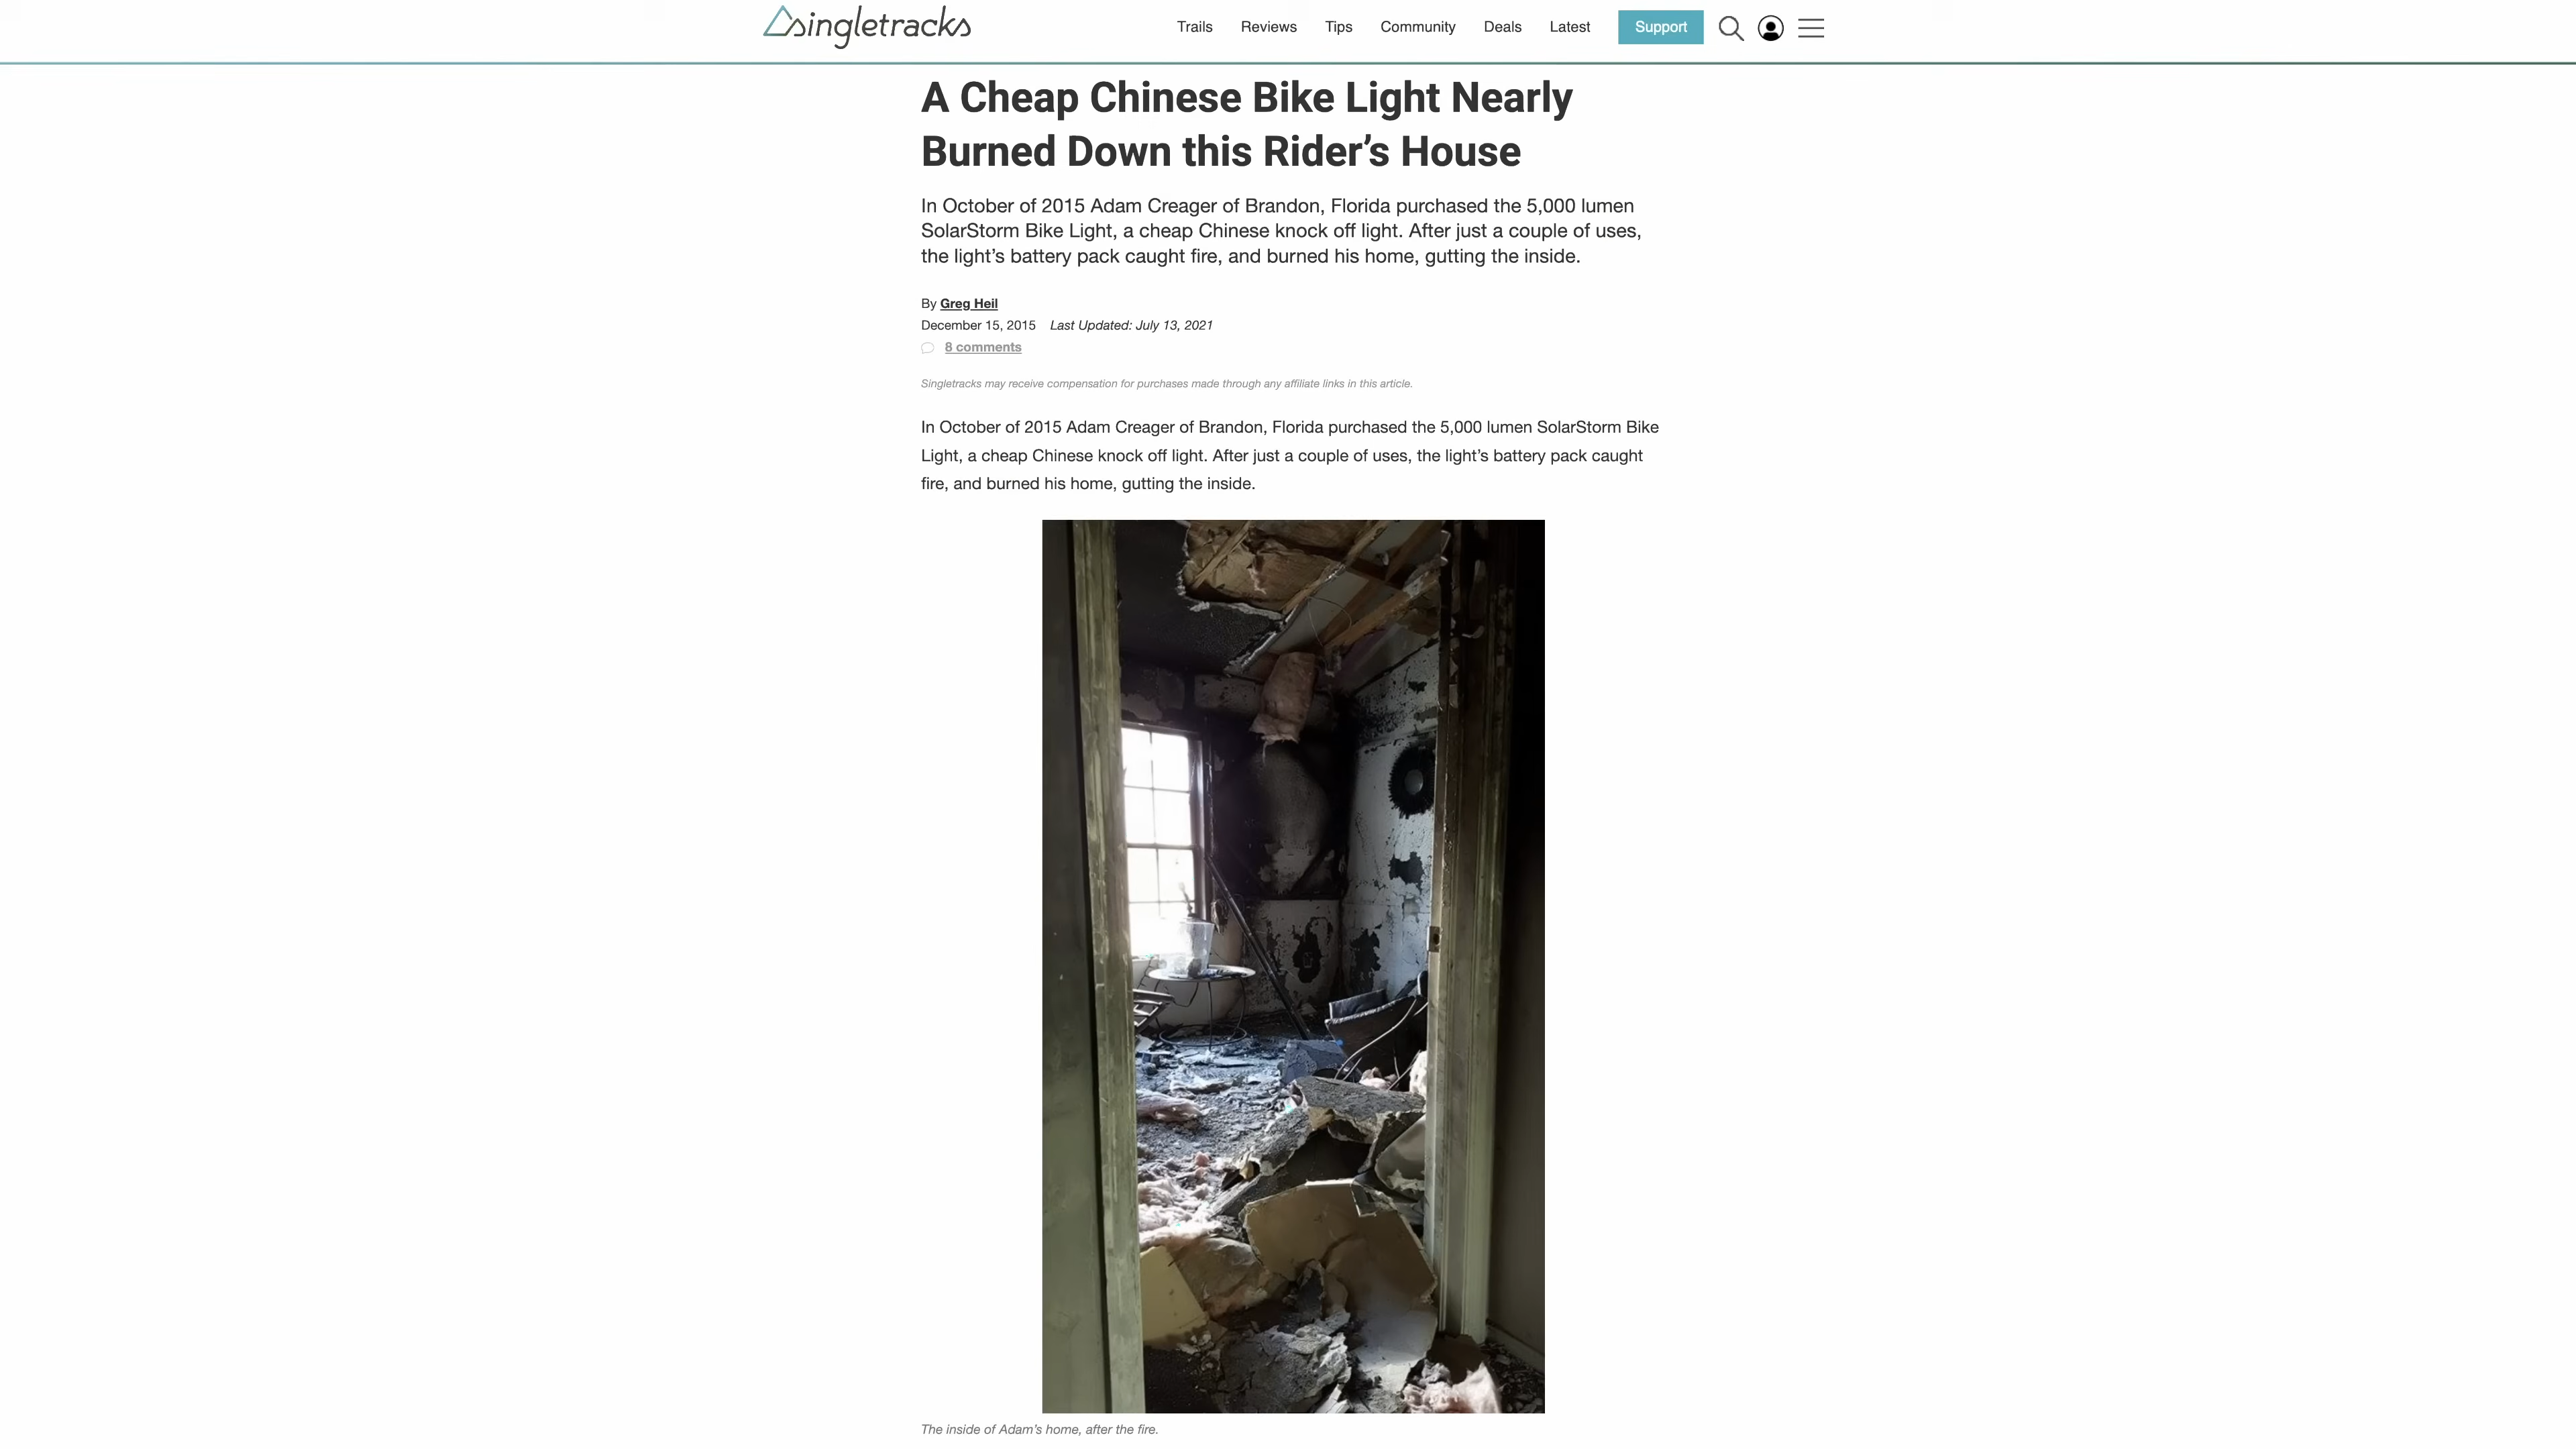 singletracks
Trails Reviews Tips Community Deals Latest Support
A Cheap Chinese Bike Light Nearly
Burned Down this Rider’s House
In October of 2015 Adam Creager of Brandon, Florida purchased the 5,000 lumen
SolarStorm Bike Light, a cheap Chinese knock off light. After just a couple of uses,
the light’s battery pack caught fire, and burned his home, gutting the inside.
By Greg Heil
December 15, 2015 Last Updated: July 13, 2021
8 comments
Singletracks may receive compensation for purchases made through any affiliate links in this article.
In October of 2015 Adam Creager of Brandon, Florida purchased the 5,000 lumen SolarStorm Bike
Light, a cheap Chinese knock off light. After just a couple of uses, the light’s battery pack caught
fire, and burned his home, gutting the inside.
The inside of Adam’s home, after the fire.